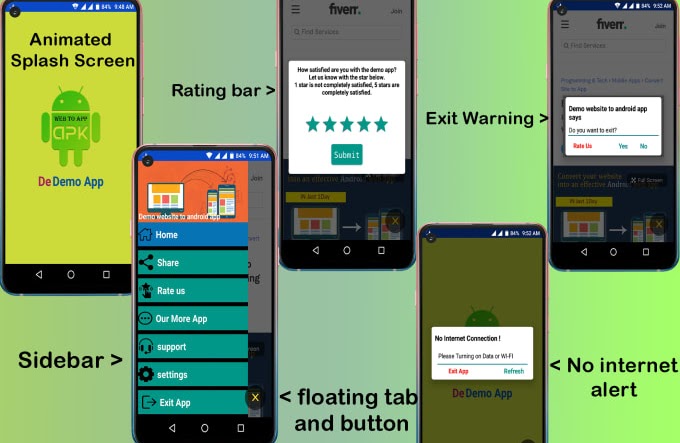 84% 9:48 AM
Animated
Splash Screen
WEB TO APP
APK
De Demo App
84% 9:51 AM
Join
Demo website to android app
Home
Share
Rate us
Our More App
support
settings
Exit App
X
Sidebar >
< floating tab
and button
Rating bar >
fiverr.
Join
Find Services
How satisfied are you with the demo app?
Let us know with the star below.
1 star is not completely satisfied, 5 stars are
completely satisfied.
Submit
Join an effective Android
IN last 1Day
X
Exit Warning >
84% 9:52 AM
fiverr.
Join
Find Services
Programming & Tech > Mobile Apps > Convert
Site to App
Demo website to android app
says
Do you want to exit?
Rate Us Yes No
Convert your website
into an effective Android
Full Screen
IN last 1Day
X
84% 9:52 AM
No Internet Connection !
Please Turning on Data or WI-FI
Exit App Refresh
De Demo App
< No internet
alert